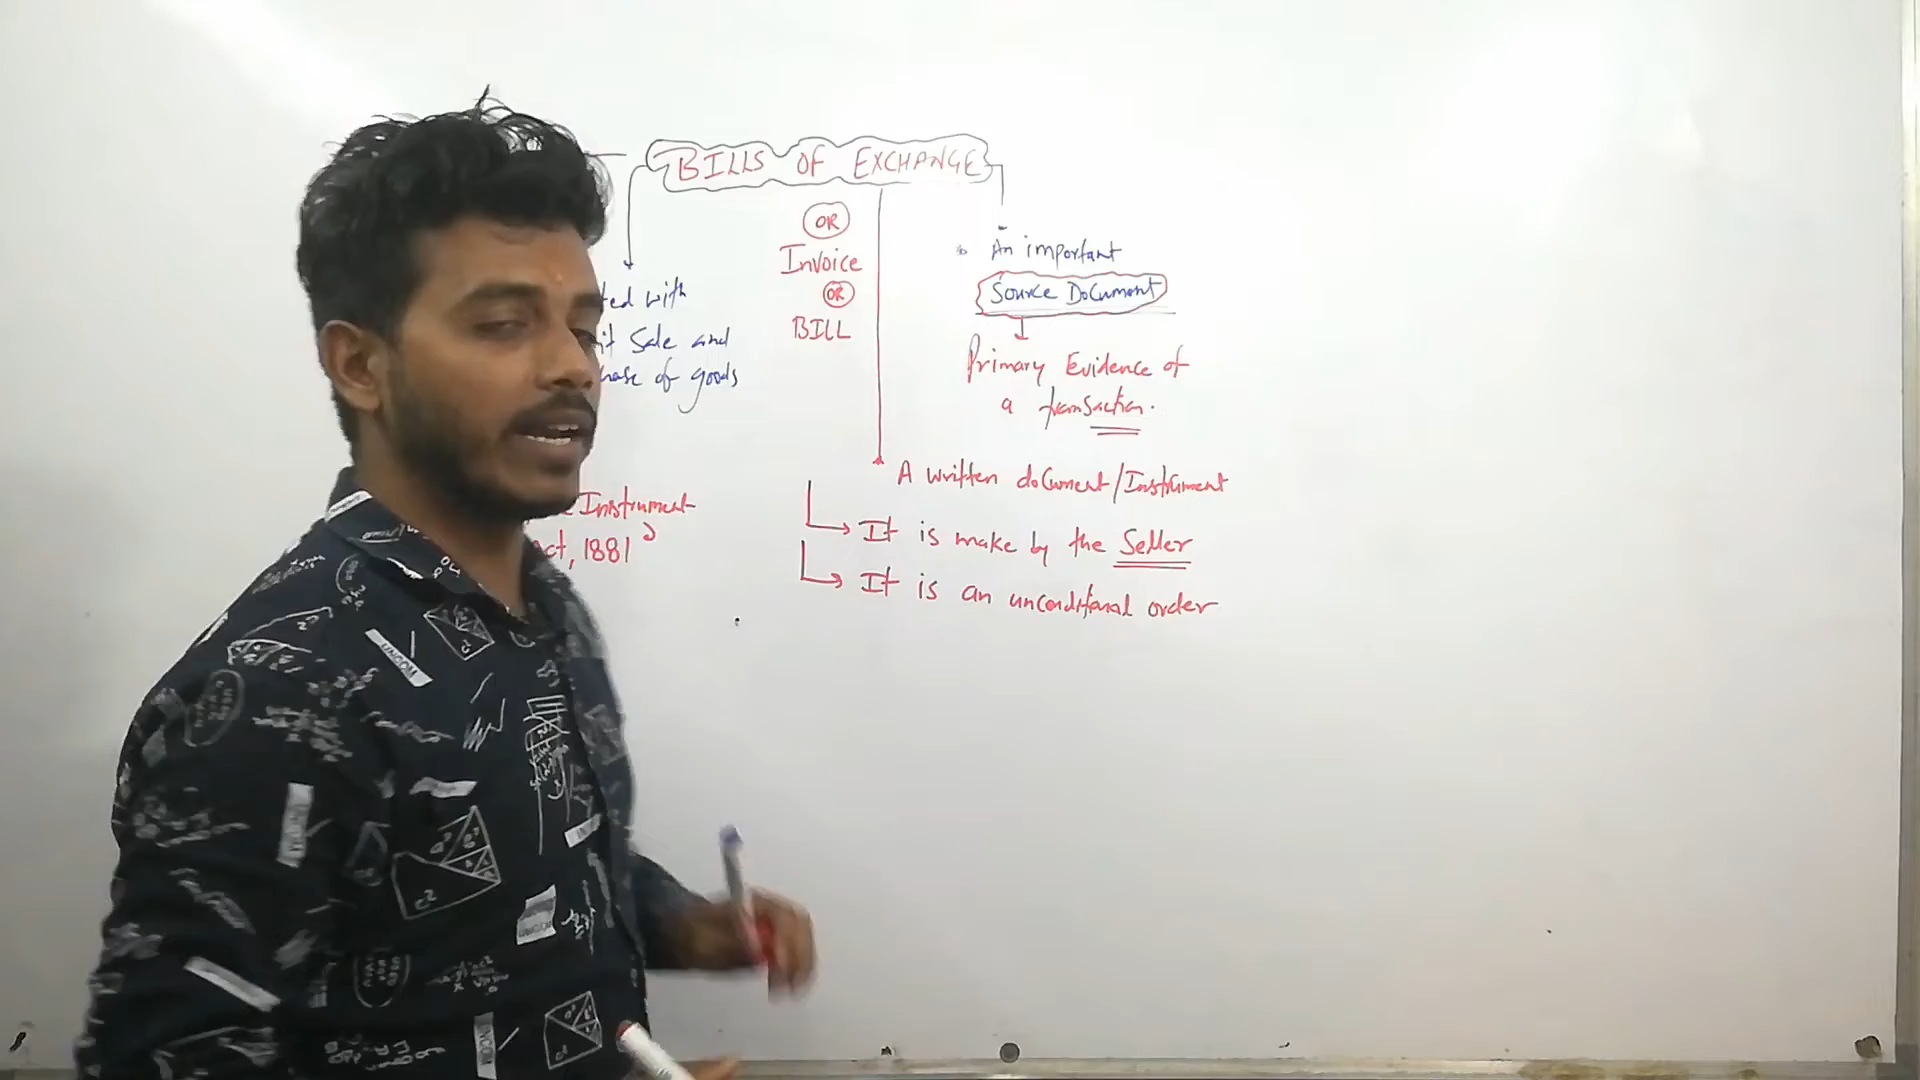 BILLS OF EXCHANGE
OR
Invoice
OR
BILL
An important
Source Document
Primary Evidence of
a transaction.
with
Sale and
of goods
Instrument
1881
A written document/Instrument
It is make by the Seller
It is an unconditional order